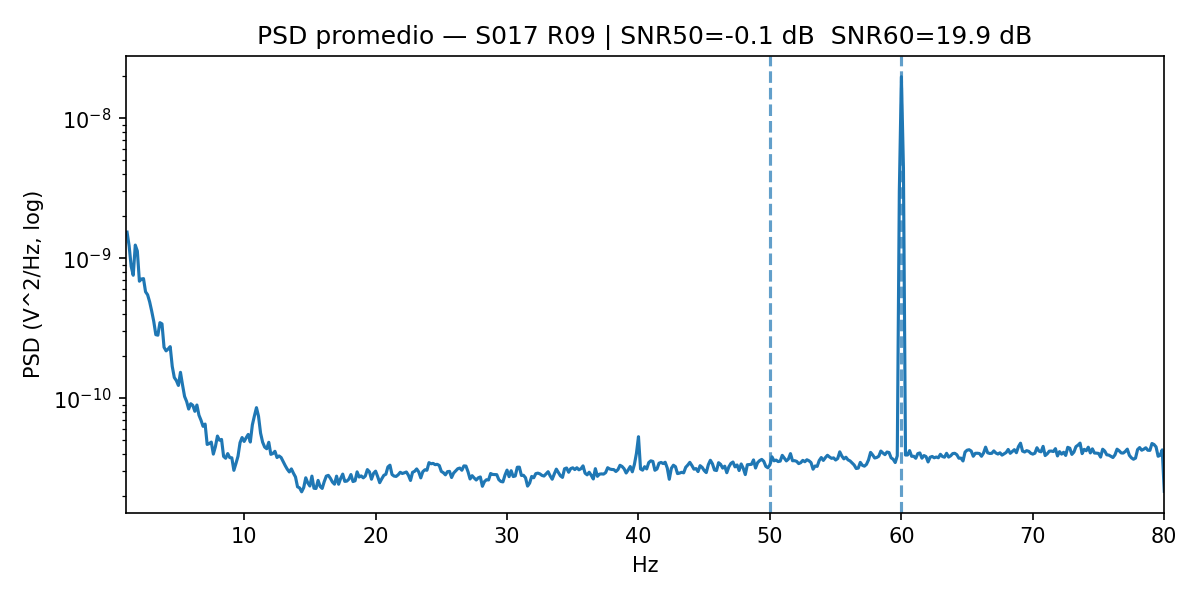 PSD promedio — S017 R09 | SNR50=-0.1 dB  SNR60=19.9 dB
PSD (V^2/Hz, log)
10⁻⁸
10⁻⁹
10⁻¹⁰
10 20 30 40 50 60 70 80
Hz